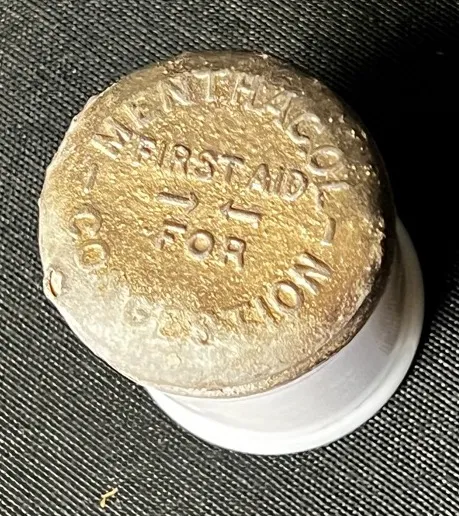 MENTHACOL
FIRST AID
→ ←
FOR
- CONGESTION -